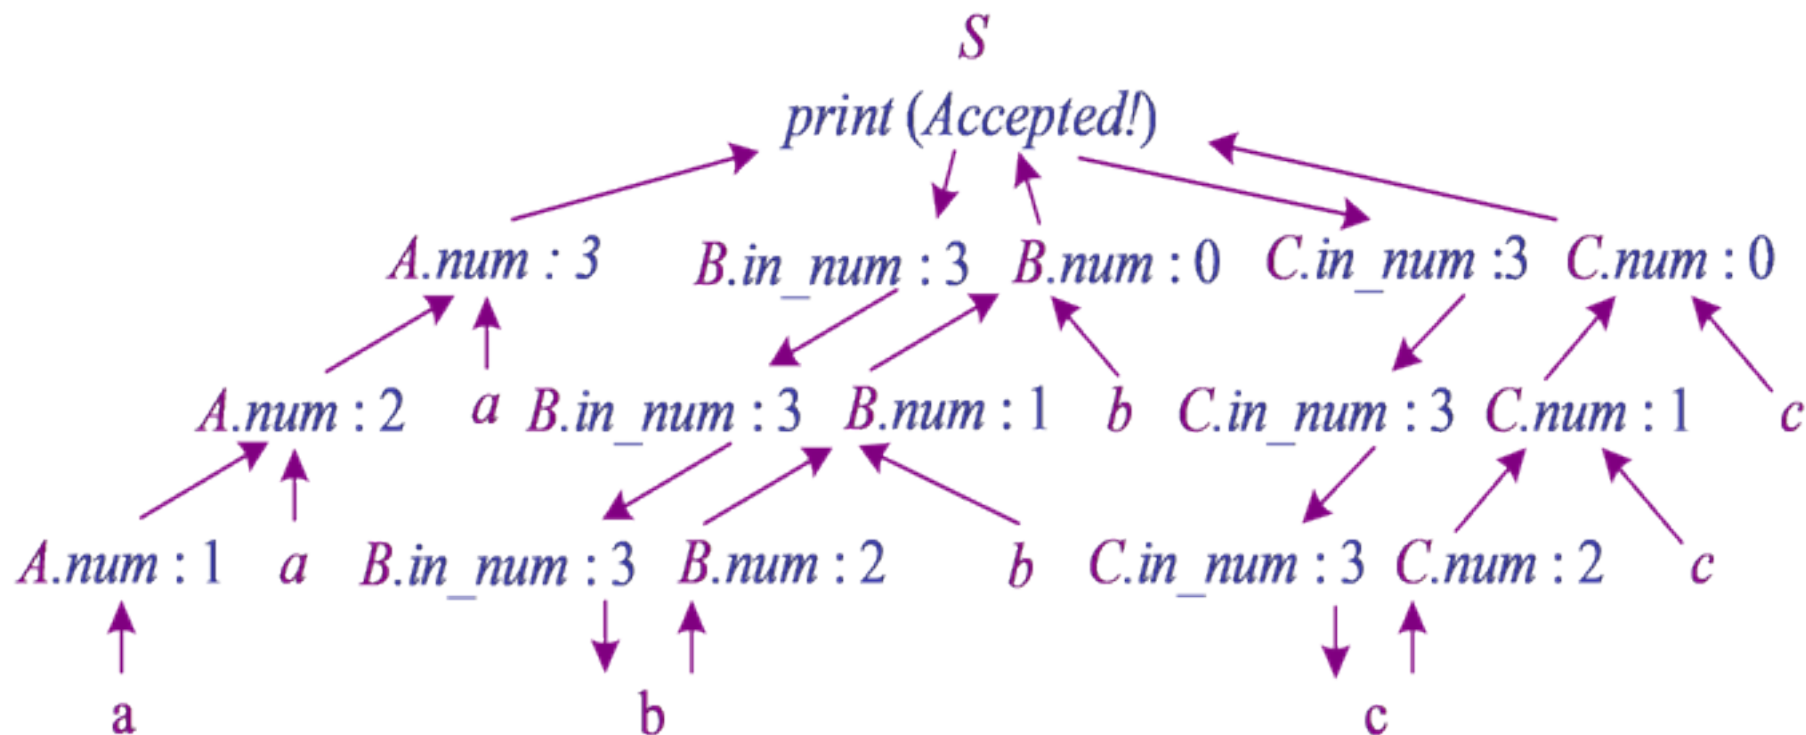 S
print (Accepted!)
A.num : 3 B.in_num : 3 B.num : 0 C.in_num :3 C.num : 0
A.num : 2 a B.in_num : 3 B.num : 1 b C.in_num : 3 C.num : 1 c
A.num : 1 a B.in_num : 3 B.num : 2 b C.in_num : 3 C.num : 2 c
a b c